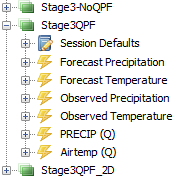 Stage3-NoQPF
Stage3QPF
Session Defaults
Forecast Precipitation
Forecast Temperature
Observed Precipitation
Observed Temperature
PRECIP (Q)
Airtemp (Q)
Stage3QPF_2D